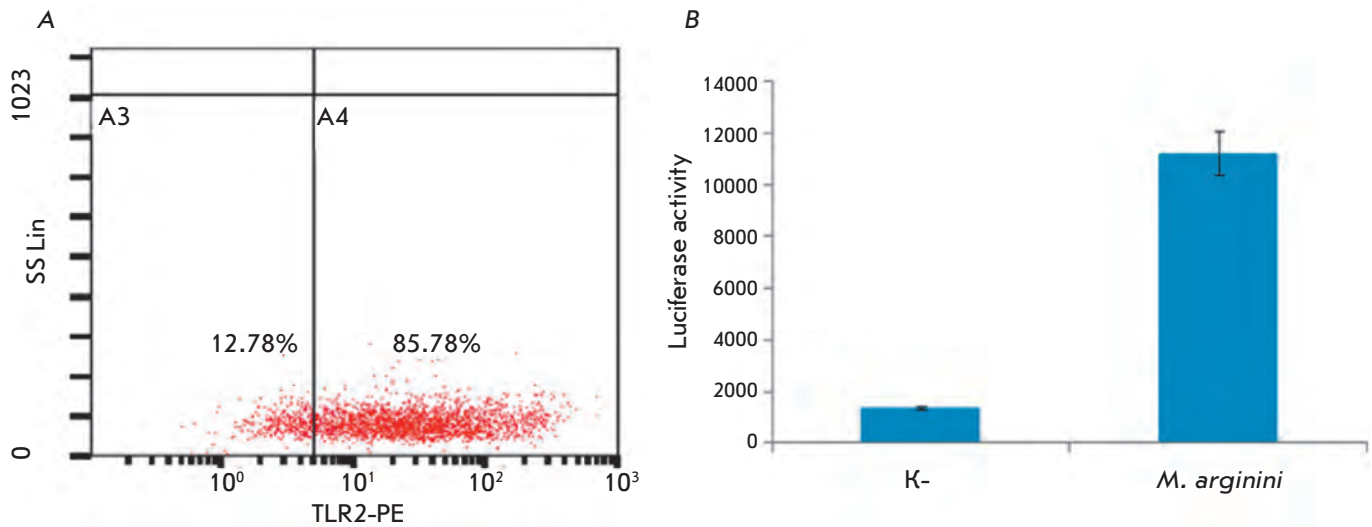 A
1023
SS Lin
0
A3
A4
12.78%
85.78%
10⁰
10¹
10²
10³
TLR2-PE
B
Luciferase activity
14000
12000
10000
8000
6000
4000
2000
0
K-
M. arginini